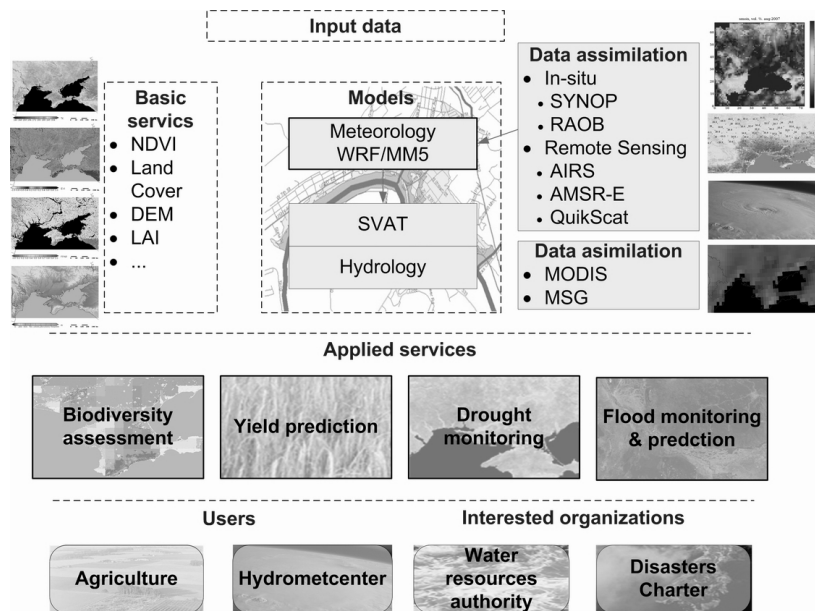 Input data
Basic
servics
● NDVI
● Land
Cover
● DEM
● LAI
● ...
Models
Meteorology
WRF/MM5
SVAT
Hydrology
Data assimilation
● In-situ
• SYNOP
• RAOB
● Remote Sensing
• AIRS
• AMSR-E
• QuikScat
Data asimilation
● MODIS
● MSG
Applied services
Biodiversity
assessment
Yield prediction
Drought
monitoring
Flood monitoring
& predction
Users
Interested organizations
Agriculture
Hydrometcenter
Water
resources
authority
Disasters
Charter